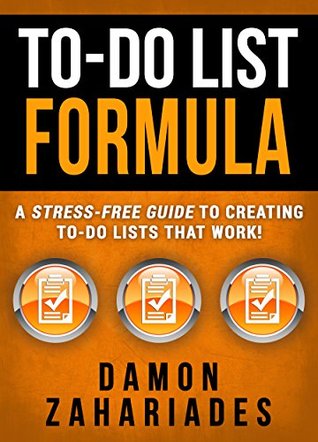 TO-DO LIST
FORMULA
A STRESS-FREE GUIDE TO CREATING
TO-DO LISTS THAT WORK!
DAMON
ZAHARIADES